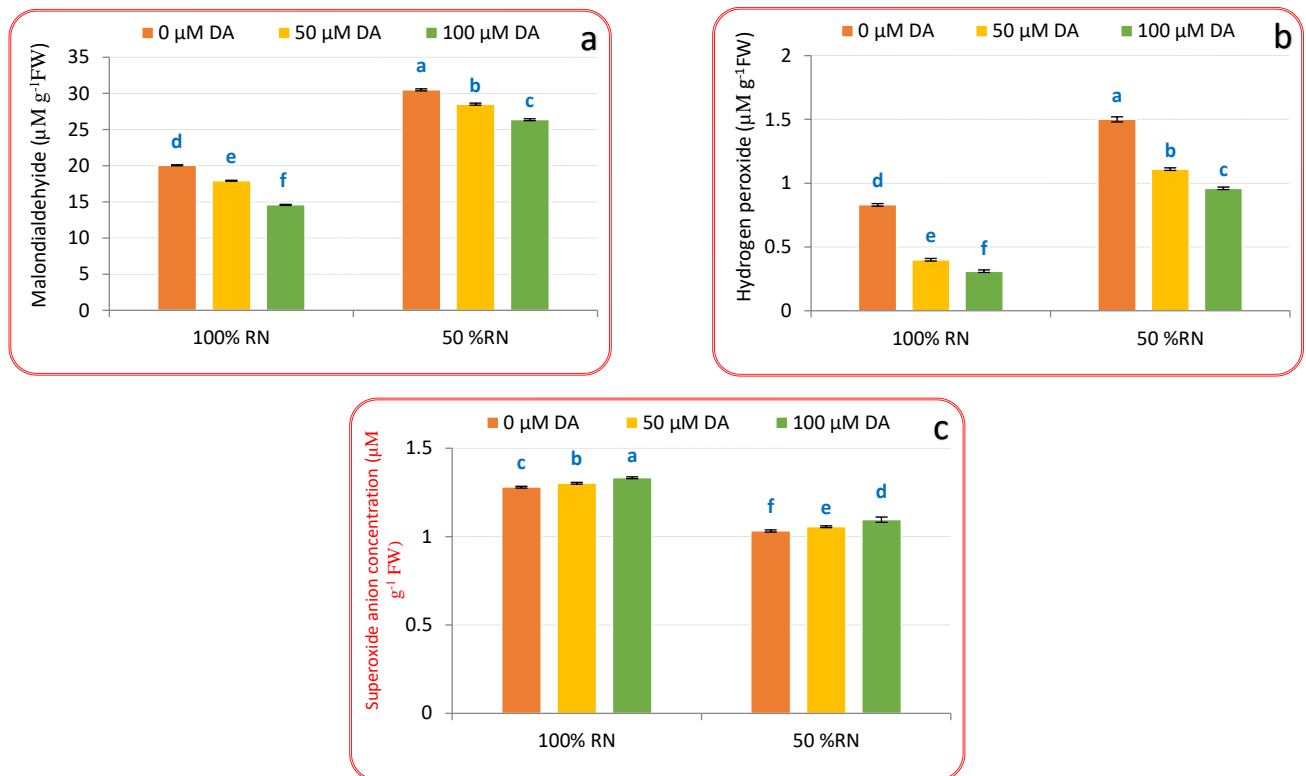 0 µM DA 50 µM DA 100 µM DA
a
Malondialdehyide (µM g-1FW)
35
30
25
20
15
10
5
0
d e f
a b c
100% RN 50 %RN
0 µM DA 50 µM DA 100 µM DA
b
Hydrogen peroxide (µM g-1FW)
2
1.5
1
0.5
0
d e f
a b c
100% RN 50 %RN
0 µM DA 50 µM DA 100 µM DA
c
Superoxide anion concentration (µM
g-1 FW)
1.5
1
0.5
0
c b a
f e d
100% RN 50 %RN